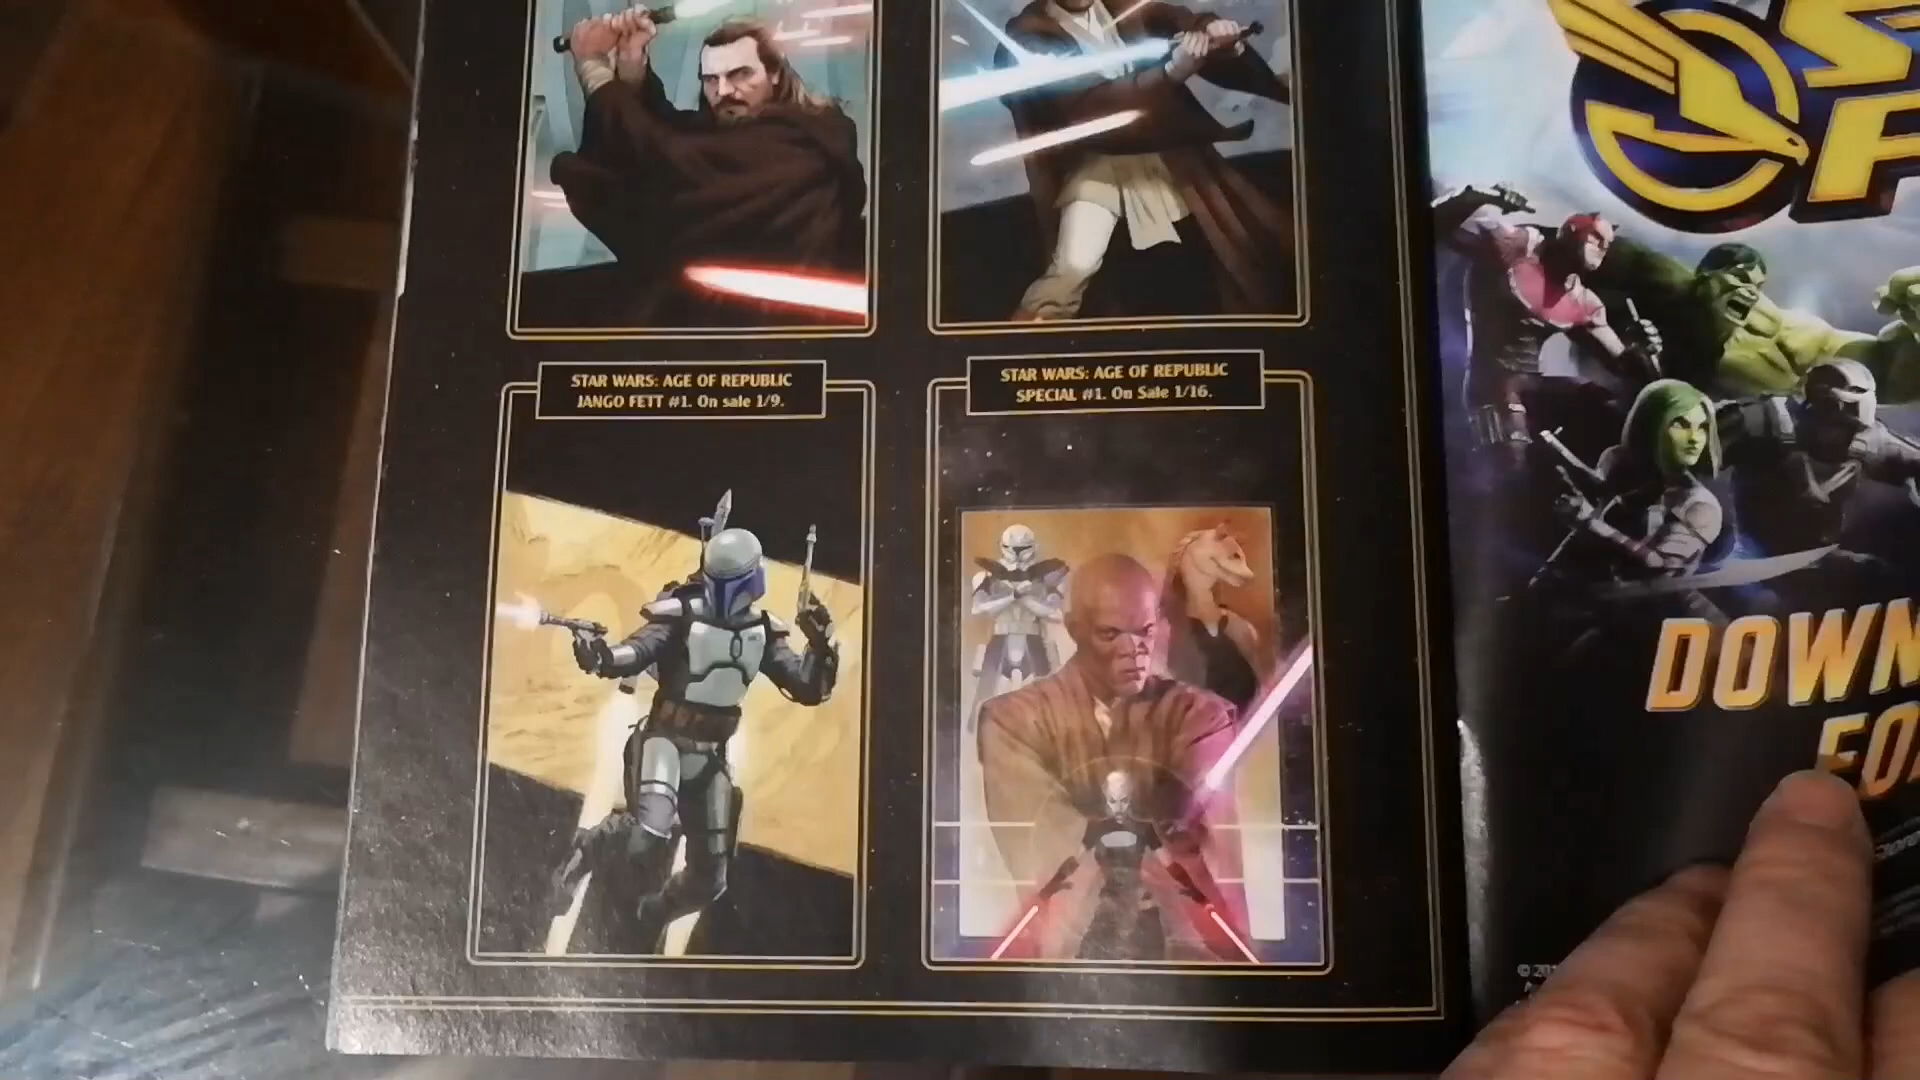 STAR WARS: AGE OF REPUBLIC
JANGO FETT #1. On sale 1/9.
STAR WARS: AGE OF REPUBLIC
SPECIAL #1. On Sale 1/16.
DOWN
FO
© 201